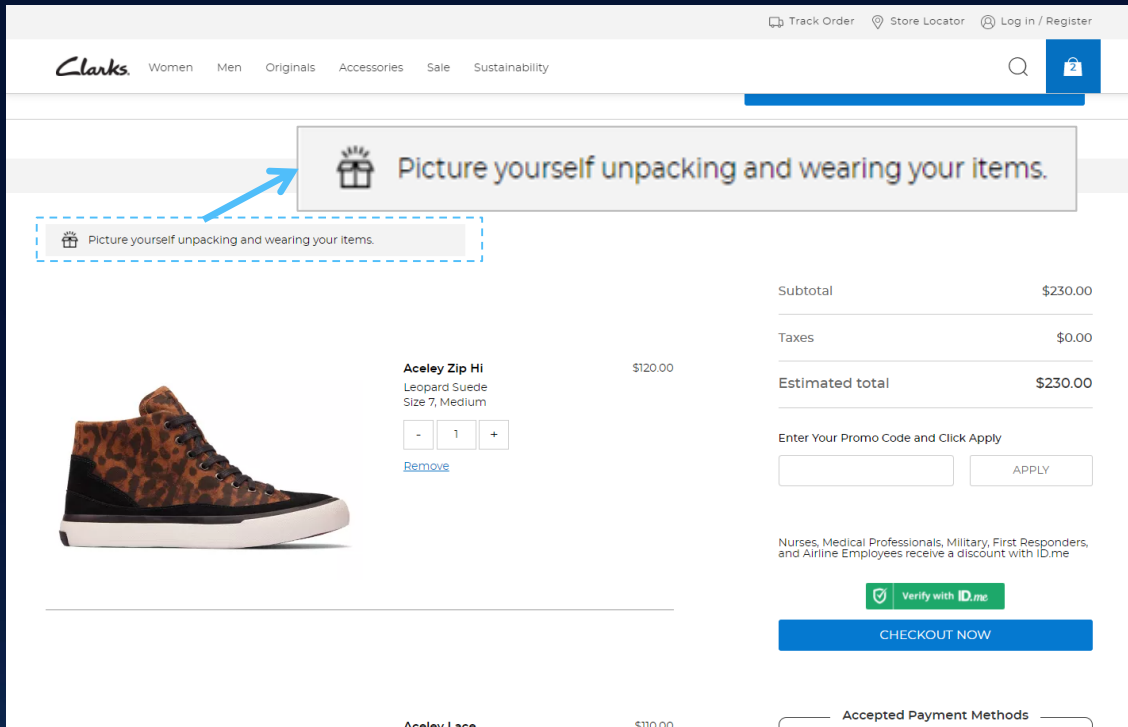 Track Order Store Locator Log in / Register
Clarks. Women Men Originals Accessories Sale Sustainability 2
Picture yourself unpacking and wearing your items.
Picture yourself unpacking and wearing your items.
Aceley Zip Hi $120.00
Leopard Suede
Size 7, Medium
- 1 +
Remove
Subtotal $230.00
Taxes $0.00
Estimated total $230.00
Enter Your Promo Code and Click Apply
APPLY
Nurses, Medical Professionals, Military, First Responders,
and Airline Employees receive a discount with ID.me
Verify with ID.me
CHECKOUT NOW
Aceley Lace $110.00
Accepted Payment Methods